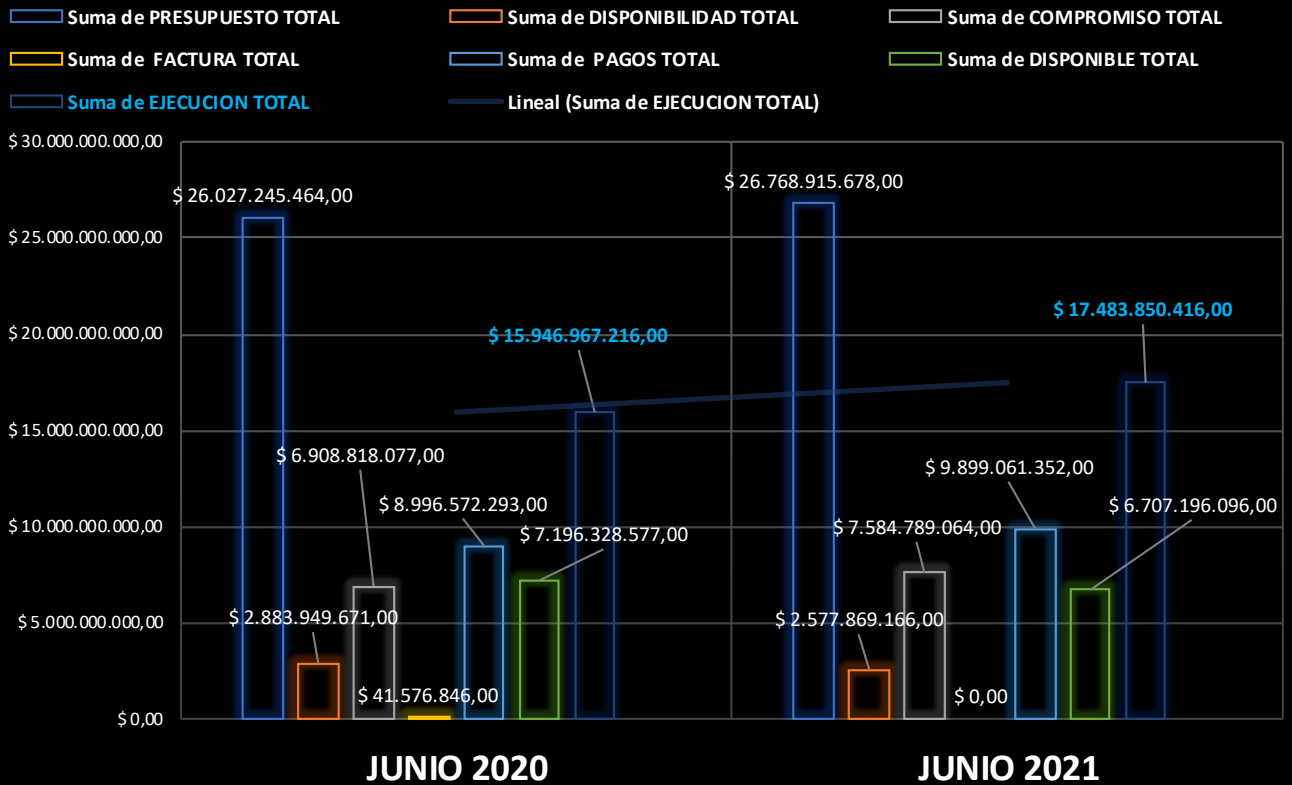 Suma de PRESUPUESTO TOTAL
Suma de DISPONIBILIDAD TOTAL
Suma de COMPROMISO TOTAL
Suma de FACTURA TOTAL
Suma de PAGOS TOTAL
Suma de DISPONIBLE TOTAL
Suma de EJECUCION TOTAL
Lineal (Suma de EJECUCION TOTAL)
$ 30.000.000.000,00
$ 25.000.000.000,00
$ 20.000.000.000,00
$ 15.000.000.000,00
$ 10.000.000.000,00
$ 5.000.000.000,00
$ 0,00
$ 26.027.245.464,00
$ 2.883.949.671,00
$ 6.908.818.077,00
$ 41.576.846,00
$ 8.996.572.293,00
$ 7.196.328.577,00
$ 15.946.967.216,00
$ 26.768.915.678,00
$ 2.577.869.166,00
$ 7.584.789.064,00
$ 0,00
$ 9.899.061.352,00
$ 6.707.196.096,00
$ 17.483.850.416,00
JUNIO 2020
JUNIO 2021